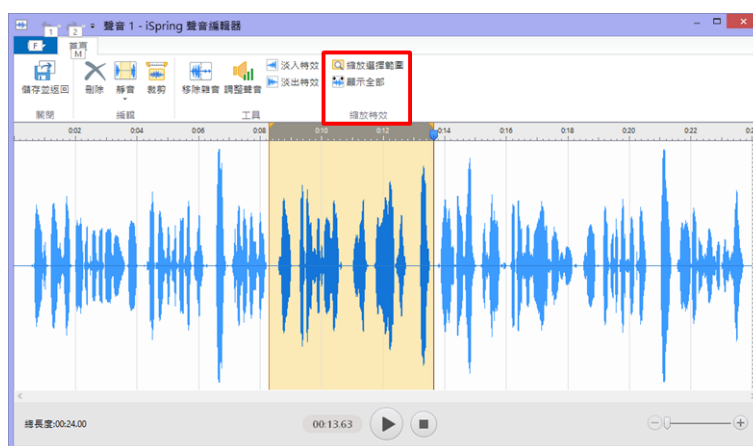 聲音 1 - iSpring 聲音編輯器
1 2
F 首頁
M
儲存並返回
刪除 靜音 裁剪
移除雜音 調整聲音
淡入特效
淡出特效
縮放選擇範圍
顯示全部
關閉 編輯 工具 縮放特效
0:02 0:04 0:06 0:08 0:10 0:12 0:14 0:16 0:18 0:20 0:22
總長度:00:24.00 00:13.63